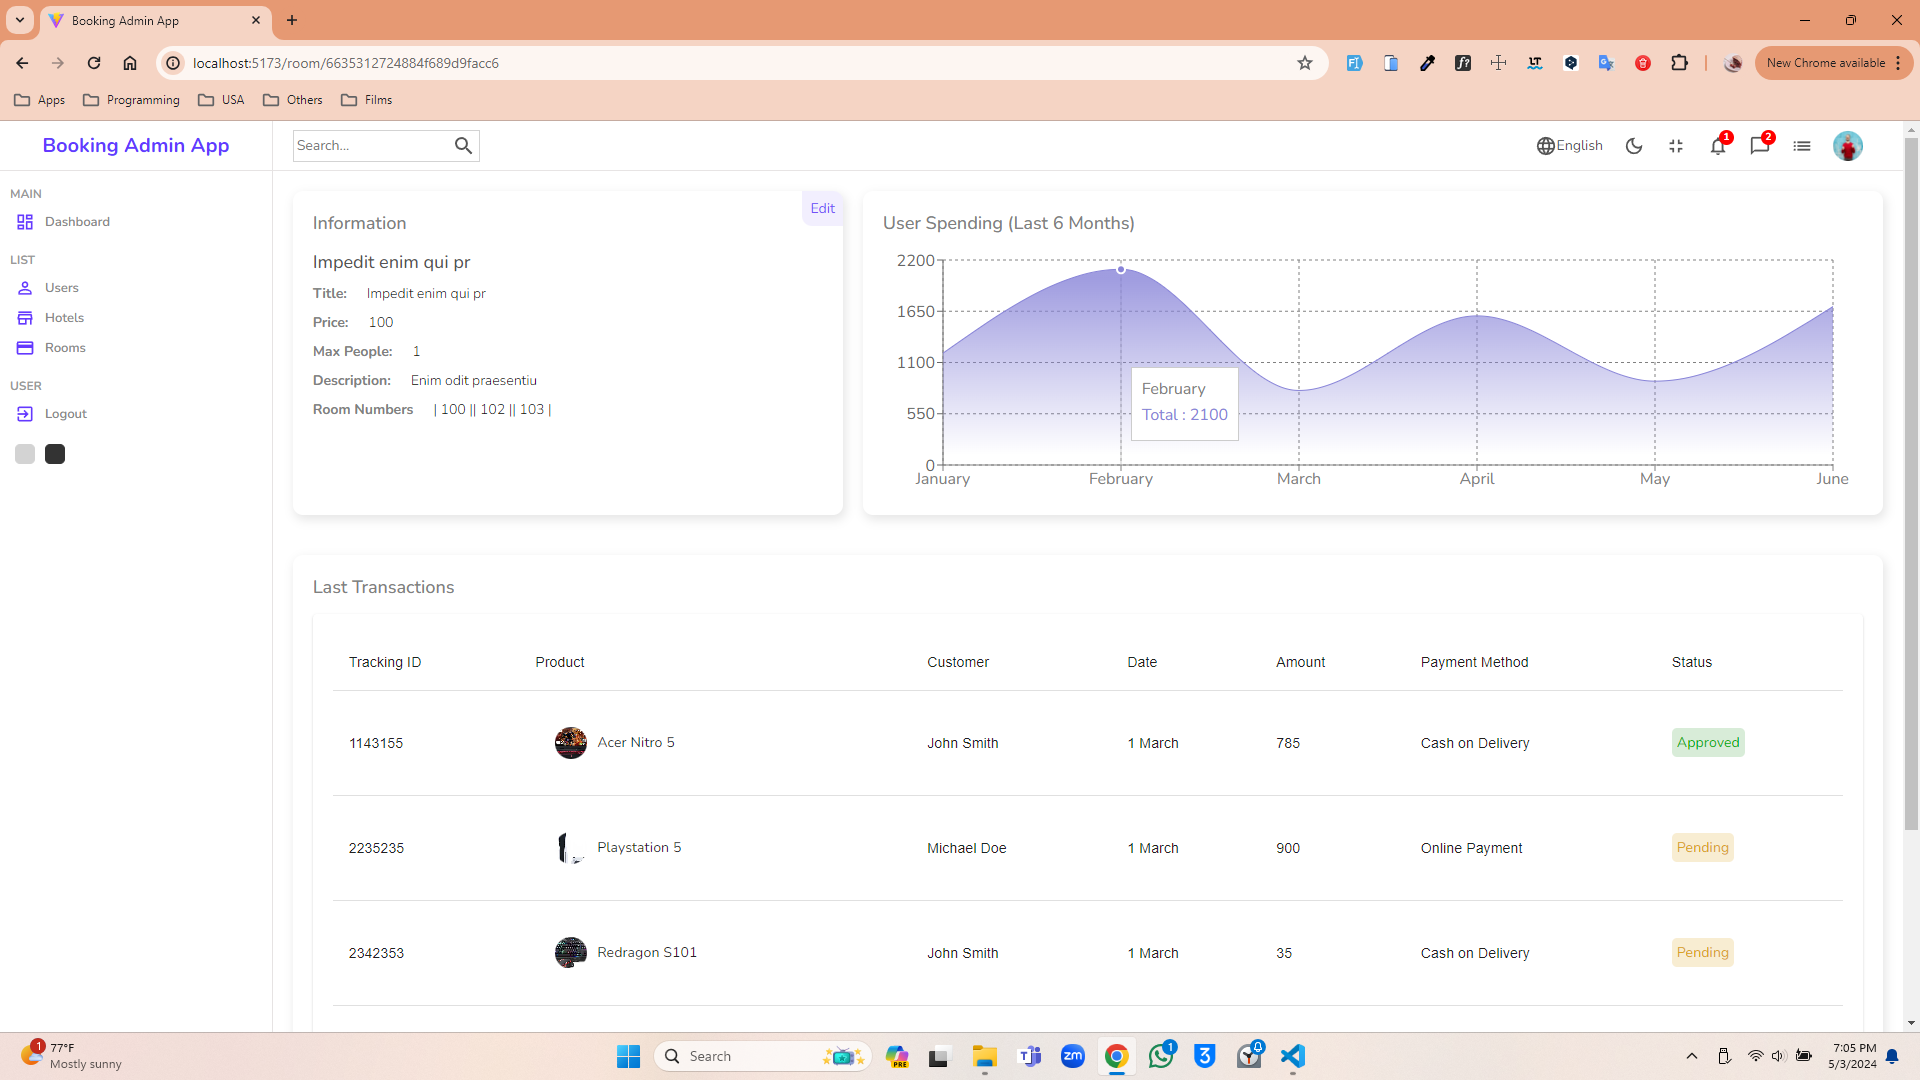 Booking Admin App
localhost:5173/room/6635312724884f689d9facc6
New Chrome available
Apps
Programming
USA
Others
Films
Booking Admin App
Search...
English
1
2
MAIN
Dashboard
LIST
Users
Hotels
Rooms
USER
Logout
Information
Edit
Impedit enim qui pr
Title: Impedit enim qui pr
Price: 100
Max People: 1
Description: Enim odit praesentiu
Room Numbers | 100 || 102 || 103 |
User Spending (Last 6 Months)
2200
1650
1100
550
0
February
Total : 2100
January February March April May June
Last Transactions
Tracking ID Product Customer Date Amount Payment Method Status
1143155 Acer Nitro 5 John Smith 1 March 785 Cash on Delivery Approved
2235235 Playstation 5 Michael Doe 1 March 900 Online Payment Pending
2342353 Redragon S101 John Smith 1 March 35 Cash on Delivery Pending
1
77°F
Mostly sunny
Search
PRE
zm
1
7:05 PM
5/3/2024